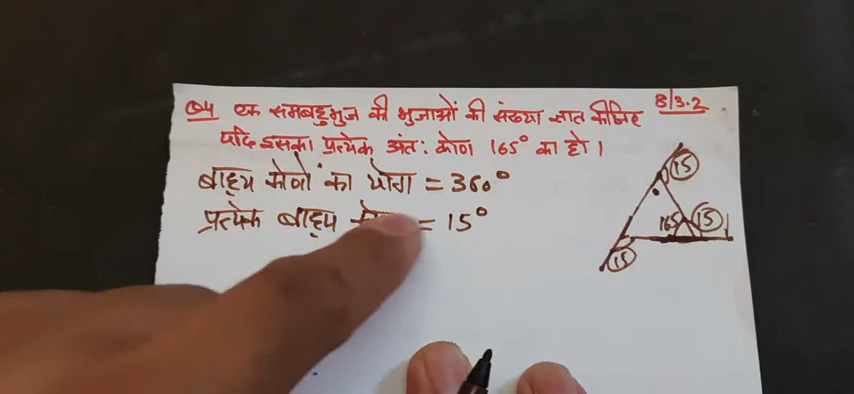 Q4 एक समबहुभुज की भुजाओं की संख्या ज्ञात कीजिए 8/3.2
यदि इसका प्रत्येक अंतः कोण 165° का हो।
बाह्य कोणों का योग = 360°
प्रत्येक बाह्य = 15°
15
165 15
15